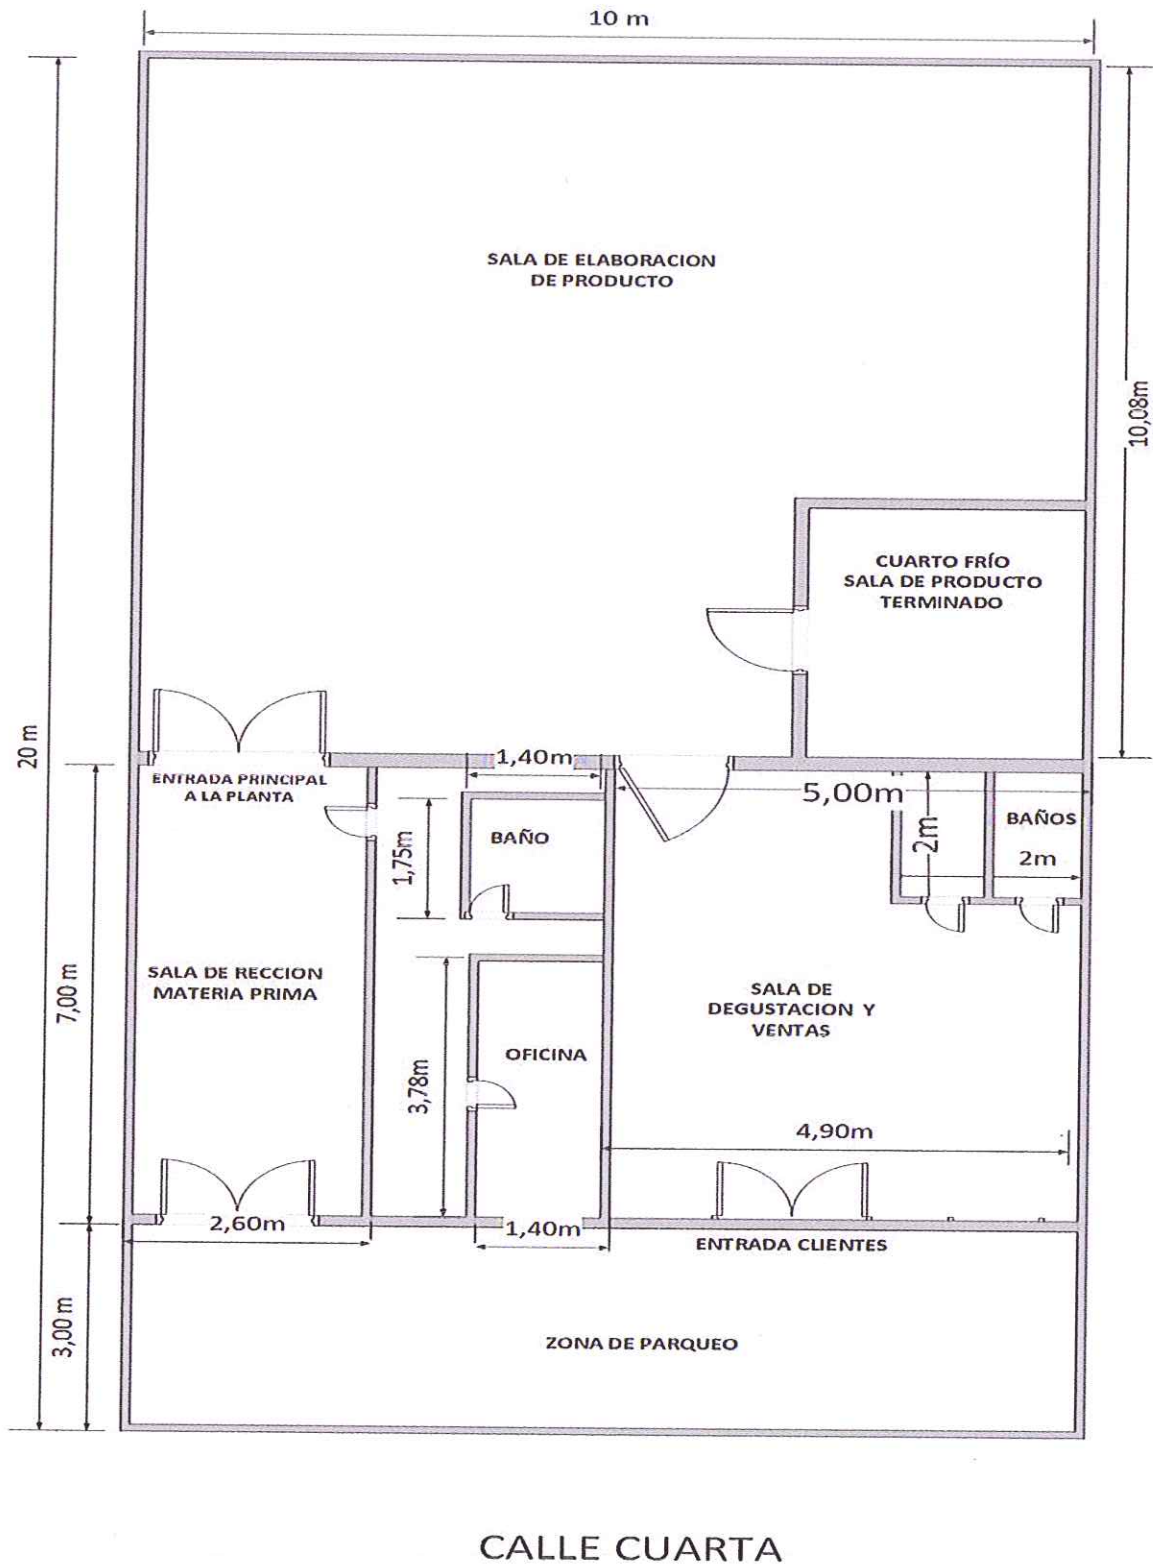 10 m
SALA DE ELABORACION
DE PRODUCTO
10,08m
CUARTO FRÍO
SALA DE PRODUCTO
TERMINADO
20 m
1,40m
ENTRADA PRINCIPAL
A LA PLANTA
5,00m
1,75m
BAÑO
2m
BAÑOS
2m
7,00 m
SALA DE RECCION
MATERIA PRIMA
SALA DE
DEGUSTACION Y
VENTAS
OFICINA
3,78m
4,90m
2,60m
1,40m
ENTRADA CLIENTES
3,00 m
ZONA DE PARQUEO
CALLE CUARTA